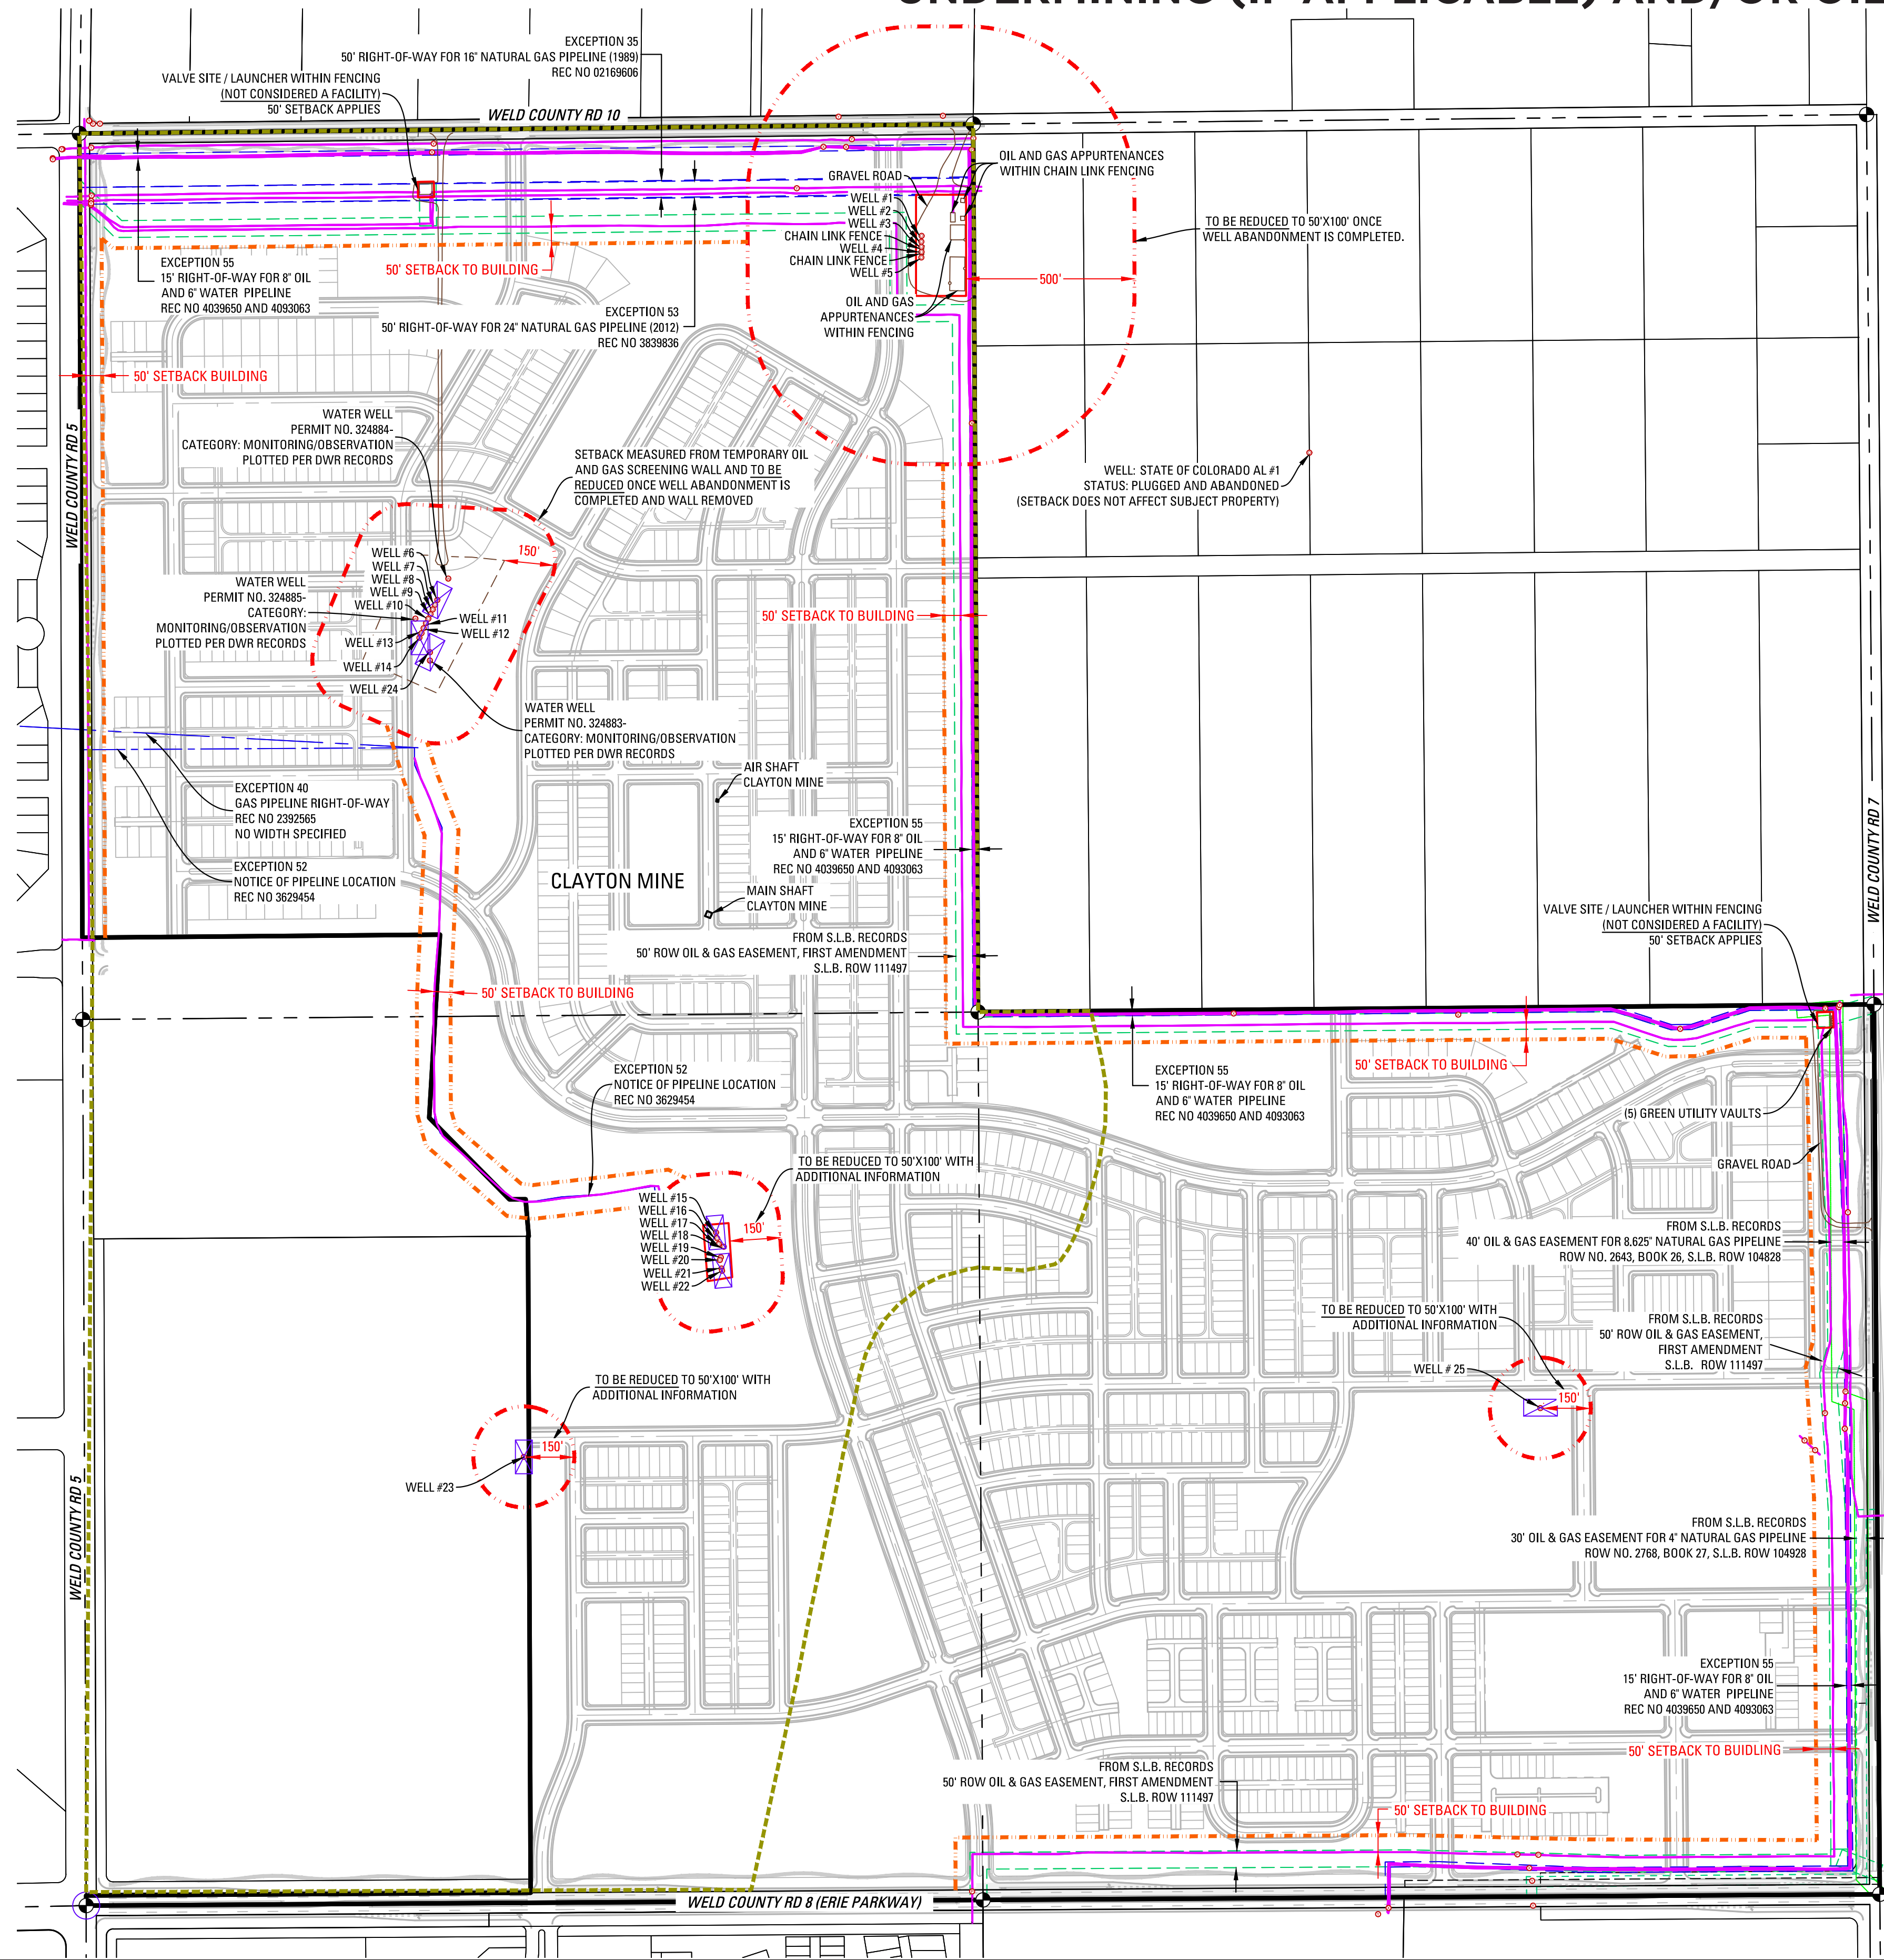 UNDERMINING (IF APPLICABLE) AND/OR OIL
EXCEPTION 35
50' RIGHT-OF-WAY FOR 16" NATURAL GAS PIPELINE (1989)
REC NO 02169606
VALVE SITE / LAUNCHER WITHIN FENCING
(NOT CONSIDERED A FACILITY)
50' SETBACK APPLIES
WELD COUNTY RD 10
OIL AND GAS APPURTENANCES
WITHIN CHAIN LINK FENCING
GRAVEL ROAD
WELL #1
WELL #2
WELL #3
CHAIN LINK FENCE
WELL #4
CHAIN LINK FENCE
WELL #5
TO BE REDUCED TO 50'X100' ONCE
WELL ABANDONMENT IS COMPLETED.
500'
OIL AND GAS
APPURTENANCES
WITHIN FENCING
EXCEPTION 55
15' RIGHT-OF-WAY FOR 8" OIL
AND 6" WATER PIPELINE
REC NO 4039650 AND 4093063
50' SETBACK TO BUILDING
EXCEPTION 53
50' RIGHT-OF-WAY FOR 24" NATURAL GAS PIPELINE (2012)
REC NO 3839836
50' SETBACK BUILDING
WELD COUNTY RD 5
WATER WELL
PERMIT NO. 324884-
CATEGORY: MONITORING/OBSERVATION
PLOTTED PER DWR RECORDS
SETBACK MEASURED FROM TEMPORARY OIL
AND GAS SCREENING WALL AND TO BE
REDUCED ONCE WELL ABANDONMENT IS
COMPLETED AND WALL REMOVED
WELL: STATE OF COLORADO AL #1
STATUS: PLUGGED AND ABANDONED
(SETBACK DOES NOT AFFECT SUBJECT PROPERTY)
150'
WELL #6
WELL #7
WELL #8
WELL #9
WELL #10
WELL #11
WELL #12
WELL #13
WELL #14
WELL #24
WATER WELL
PERMIT NO. 324885-
CATEGORY:
MONITORING/OBSERVATION
PLOTTED PER DWR RECORDS
50' SETBACK TO BUILDING
WATER WELL
PERMIT NO. 324883-
CATEGORY: MONITORING/OBSERVATION
PLOTTED PER DWR RECORDS
AIR SHAFT
CLAYTON MINE
EXCEPTION 40
GAS PIPELINE RIGHT-OF-WAY
REC NO 2392565
NO WIDTH SPECIFIED
EXCEPTION 52
NOTICE OF PIPELINE LOCATION
REC NO 3629454
EXCEPTION 55
15' RIGHT-OF-WAY FOR 8" OIL
AND 6" WATER PIPELINE
REC NO 4039650 AND 4093063
CLAYTON MINE
MAIN SHAFT
CLAYTON MINE
FROM S.L.B. RECORDS
50' ROW OIL & GAS EASEMENT, FIRST AMENDMENT
S.L.B. ROW 111497
WELD COUNTY RD 7
VALVE SITE / LAUNCHER WITHIN FENCING
(NOT CONSIDERED A FACILITY)
50' SETBACK APPLIES
50' SETBACK TO BUILDING
EXCEPTION 52
NOTICE OF PIPELINE LOCATION
REC NO 3629454
EXCEPTION 55
15' RIGHT-OF-WAY FOR 8" OIL
AND 6" WATER PIPELINE
REC NO 4039650 AND 4093063
50' SETBACK TO BUILDING
(5) GREEN UTILITY VAULTS
GRAVEL ROAD
TO BE REDUCED TO 50'X100' WITH
ADDITIONAL INFORMATION
WELL #15
WELL #16
WELL #17
WELL #18
WELL #19
WELL #20
WELL #21
WELL #22
150'
FROM S.L.B. RECORDS
40' OIL & GAS EASEMENT FOR 8.625" NATURAL GAS PIPELINE
ROW NO. 2643, BOOK 26, S.L.B. ROW 104828
TO BE REDUCED TO 50'X100' WITH
ADDITIONAL INFORMATION
FROM S.L.B. RECORDS
50' ROW OIL & GAS EASEMENT,
FIRST AMENDMENT
S.L.B. ROW 111497
WELL # 25
150'
TO BE REDUCED TO 50'X100' WITH
ADDITIONAL INFORMATION
150'
WELL #23
WELD COUNTY RD 5
FROM S.L.B. RECORDS
30' OIL & GAS EASEMENT FOR 4" NATURAL GAS PIPELINE
ROW NO. 2768, BOOK 27, S.L.B. ROW 104928
EXCEPTION 55
15' RIGHT-OF-WAY FOR 8" OIL
AND 6" WATER PIPELINE
REC NO 4039650 AND 4093063
50' SETBACK TO BUIDLING
FROM S.L.B. RECORDS
50' ROW OIL & GAS EASEMENT, FIRST AMENDMENT
S.L.B. ROW 111497
50' SETBACK TO BUILDING
WELD COUNTY RD 8 (ERIE PARKWAY)